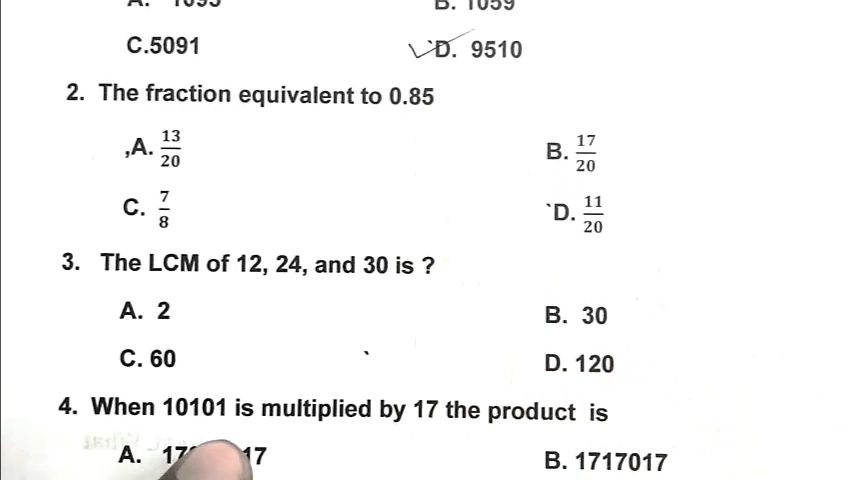 B. 1059
C.5091 D. 9510
2. The fraction equivalent to 0.85
A. 13/20 B. 17/20
C. 7/8 D. 11/20
3. The LCM of 12, 24, and 30 is ?
A. 2 B. 30
C. 60 D. 120
4. When 10101 is multiplied by 17 the product is
A. B. 1717017